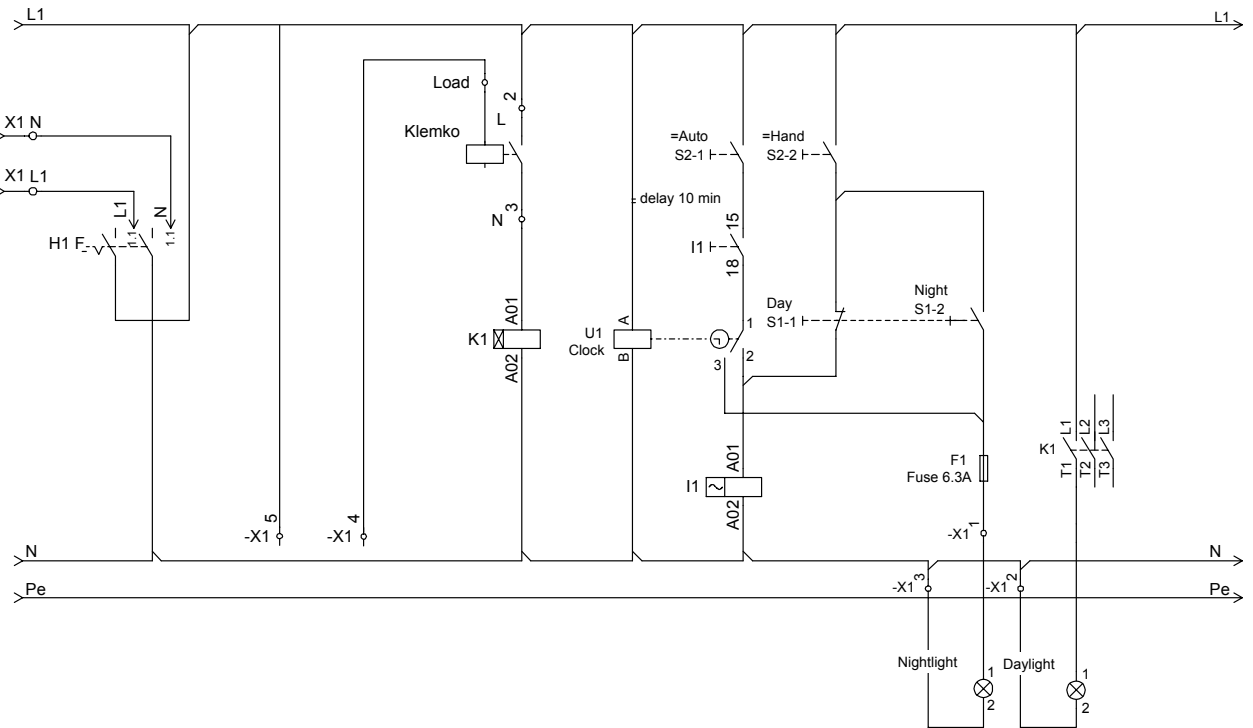 L1
L1
X1 N
X1 L1
L1
1.1
N
1.1
H1 F
Load
Klemko
L
2
3
N
A01
K1
A02
U1
Clock
A
B
delay 10 min
=Auto
S2-1
=Hand
S2-2
15
I1
18
Day
S1-1
Night
S1-2
1
3
2
A01
I1
A02
F1
Fuse 6.3A
K1
L1
L2
L3
T1
T2
T3
-X1
5
-X1
4
-X1
1
N
N
Pe
Pe
-X1
3
-X1
2
Nightlight
1
2
Daylight
1
2